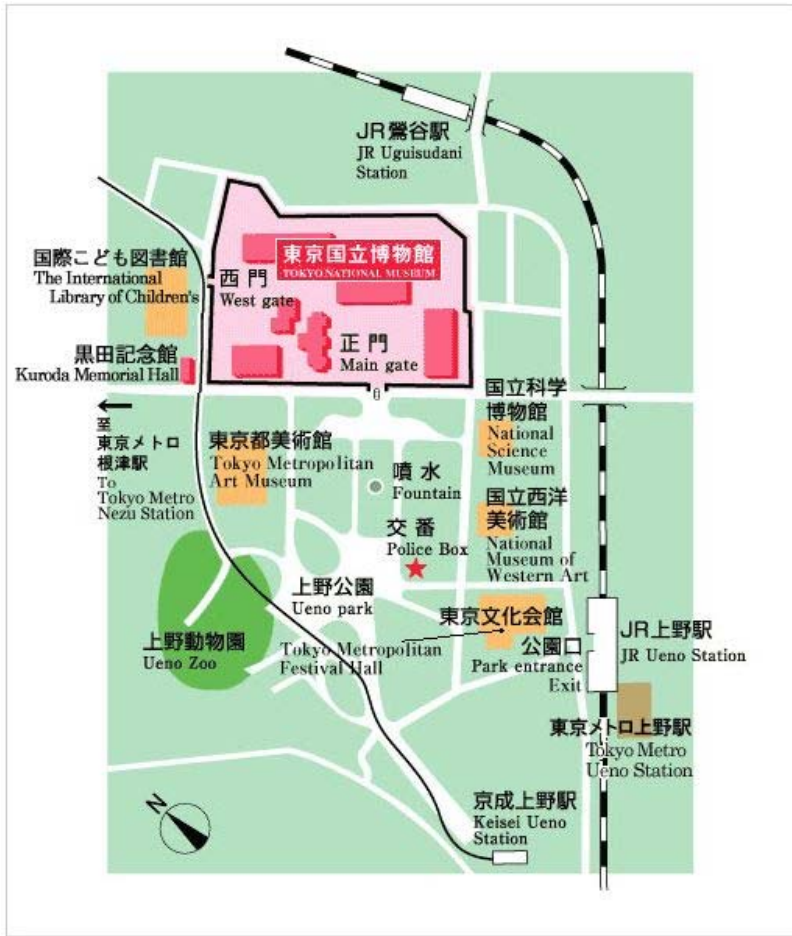 JR鶯谷駅
JR Uguisudani
Station
国際こども図書館
The International
Library of Children's
東京国立博物館
TOKYO NATIONAL MUSEUM
西門
West gate
正門
Main gate
黒田記念館
Kuroda Memorial Hall
至
東京メトロ
根津駅
To
Tokyo Metro
Nezu Station
東京都美術館
Tokyo Metropolitan
Art Museum
噴水
Fountain
国立科学
博物館
National
Science
Museum
交番
Police Box
国立西洋
美術館
National
Museum of
Western Art
上野公園
Ueno park
上野動物園
Ueno Zoo
東京文化会館
Tokyo Metropolitan
Festival Hall
公園口
Park entrance
Exit
JR上野駅
JR Ueno Station
東京メトロ上野駅
Tokyo Metro
Ueno Station
京成上野駅
Keisei Ueno
Station
N